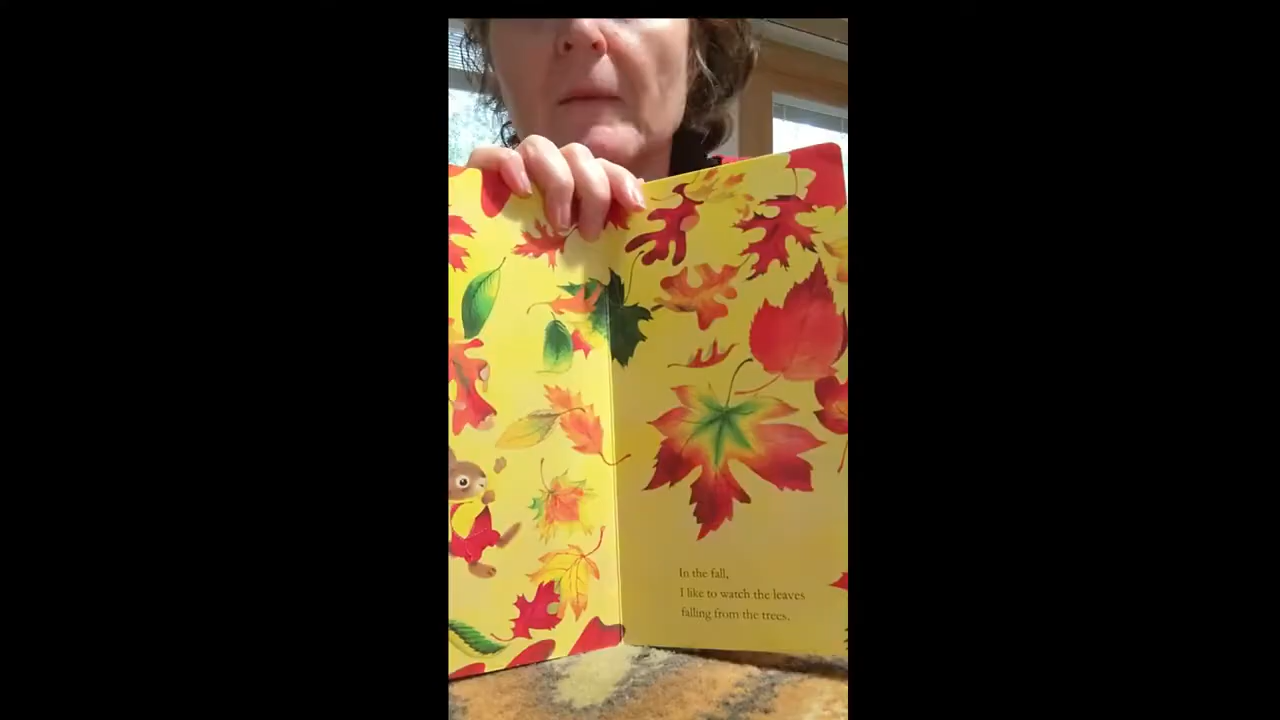 In the fall,
I like to watch the leaves
falling from the trees.